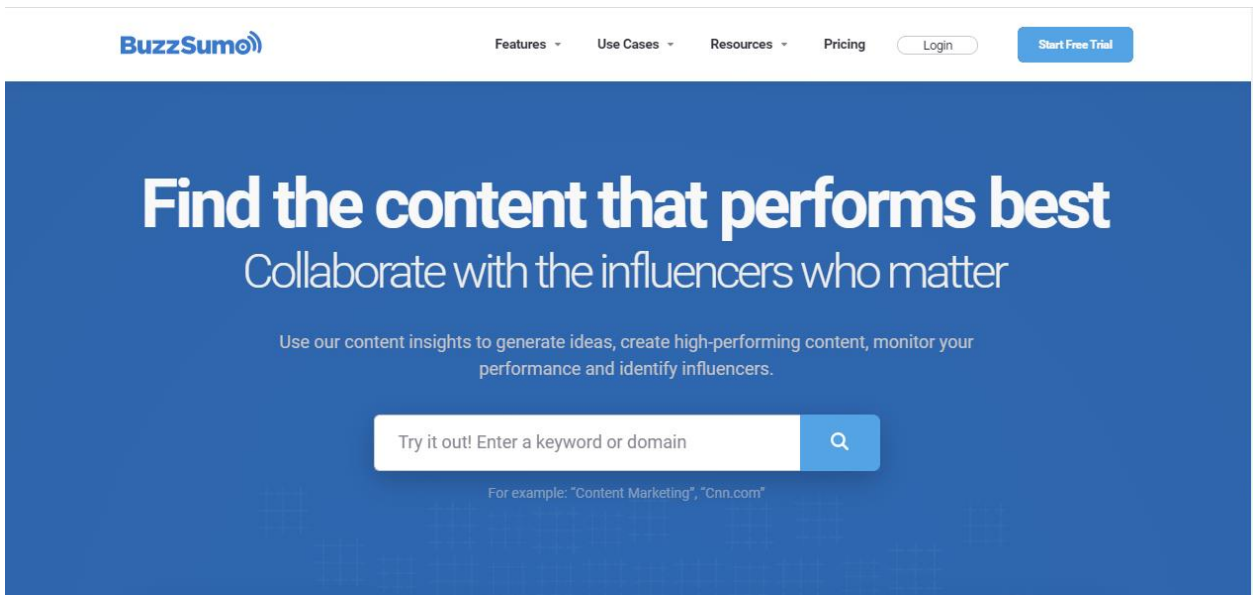 BuzzSumo
Features Use Cases Resources Pricing Login Start Free Trial
Find the content that performs best
Collaborate with the influencers who matter
Use our content insights to generate ideas, create high-performing content, monitor your
performance and identify influencers.
Try it out! Enter a keyword or domain
For example: "Content Marketing", "Cnn.com"